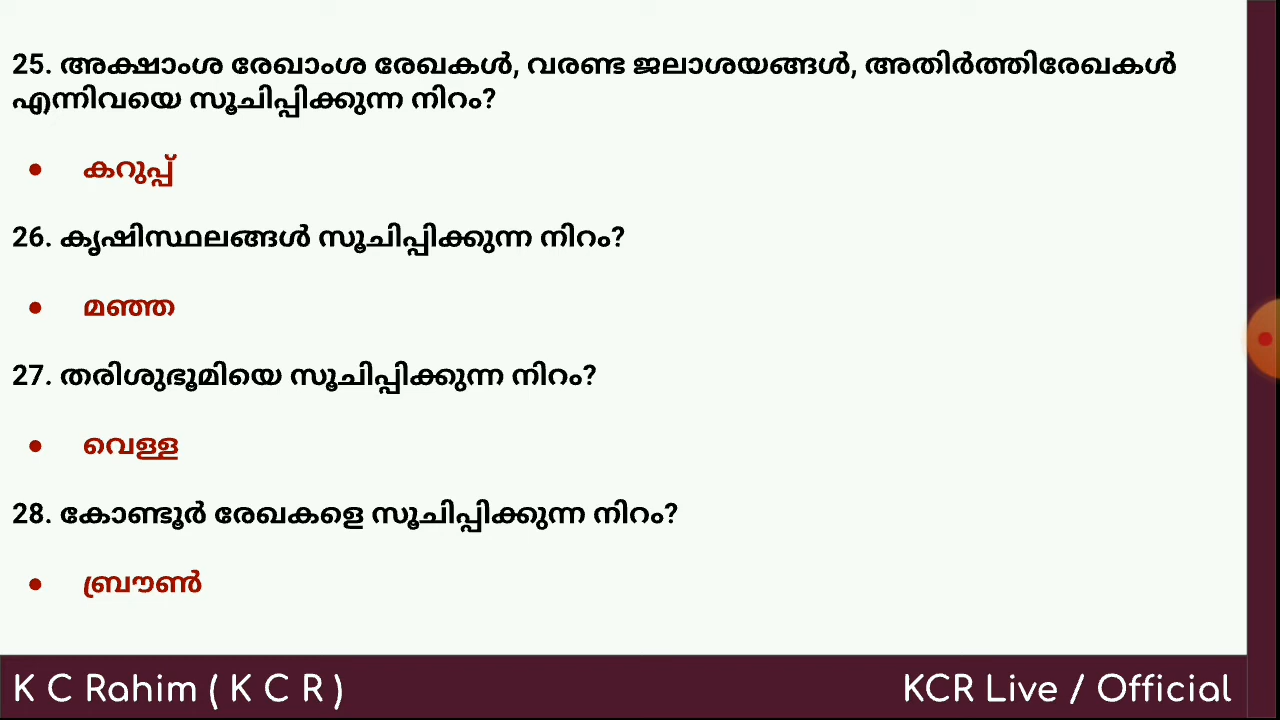 25. അക്ഷാംശ രേഖാംശ രേഖകൾ, വരണ്ട ജലാശയങ്ങൾ, അതിർത്തിരേഖകൾ
എന്നിവയെ സൂചിപ്പിക്കുന്ന നിറം?
• കറുപ്പ്
26. കൃഷിസ്ഥലങ്ങൾ സൂചിപ്പിക്കുന്ന നിറം?
• മഞ്ഞ
27. തരിശുഭൂമിയെ സൂചിപ്പിക്കുന്ന നിറം?
• വെള്ള
28. കോണ്ടൂർ രേഖകളെ സൂചിപ്പിക്കുന്ന നിറം?
• ബ്രൗൺ
K C Rahim ( K C R )
KCR Live / Official